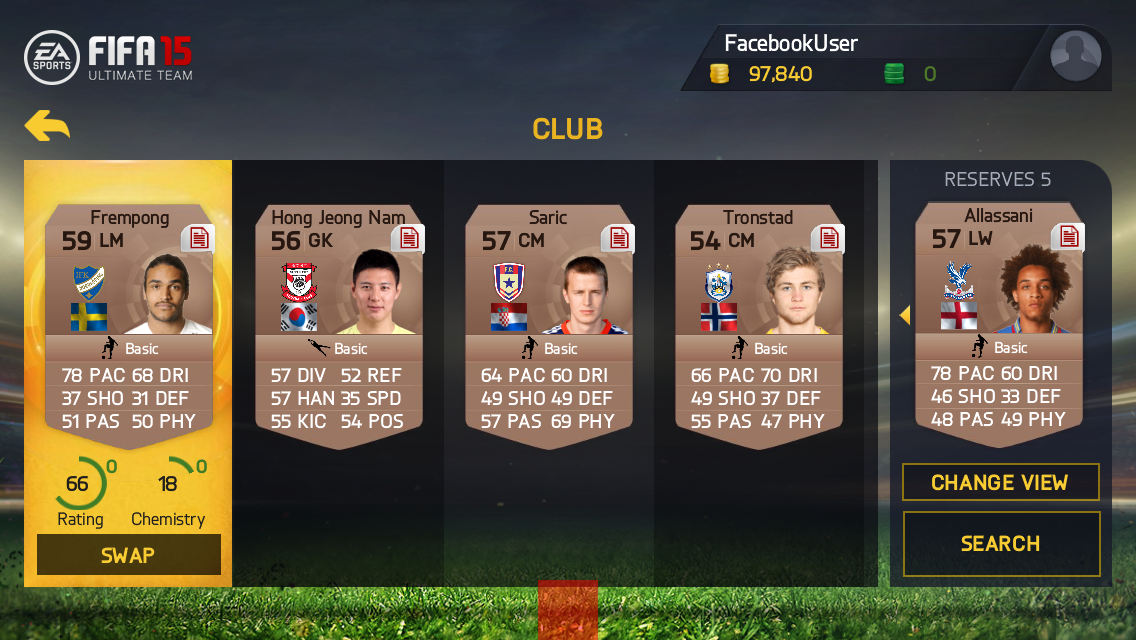 EA
SPORTS
FIFA 15
ULTIMATE TEAM
FacebookUser
97,840 0
CLUB
Frempong
59 LM
Basic
78 PAC 68 DRI
37 SHO 31 DEF
51 PAS 50 PHY
66 0
Rating
18 0
Chemistry
SWAP
Hong Jeong Nam
56 GK
Basic
57 DIV 52 REF
57 HAN 35 SPD
55 KIC 54 POS
Saric
57 CM
F.C.
Basic
64 PAC 60 DRI
49 SHO 49 DEF
57 PAS 69 PHY
Tronstad
54 CM
Basic
66 PAC 70 DRI
49 SHO 37 DEF
55 PAS 47 PHY
RESERVES 5
Allassani
57 LW
Basic
78 PAC 60 DRI
46 SHO 33 DEF
48 PAS 49 PHY
CHANGE VIEW
SEARCH